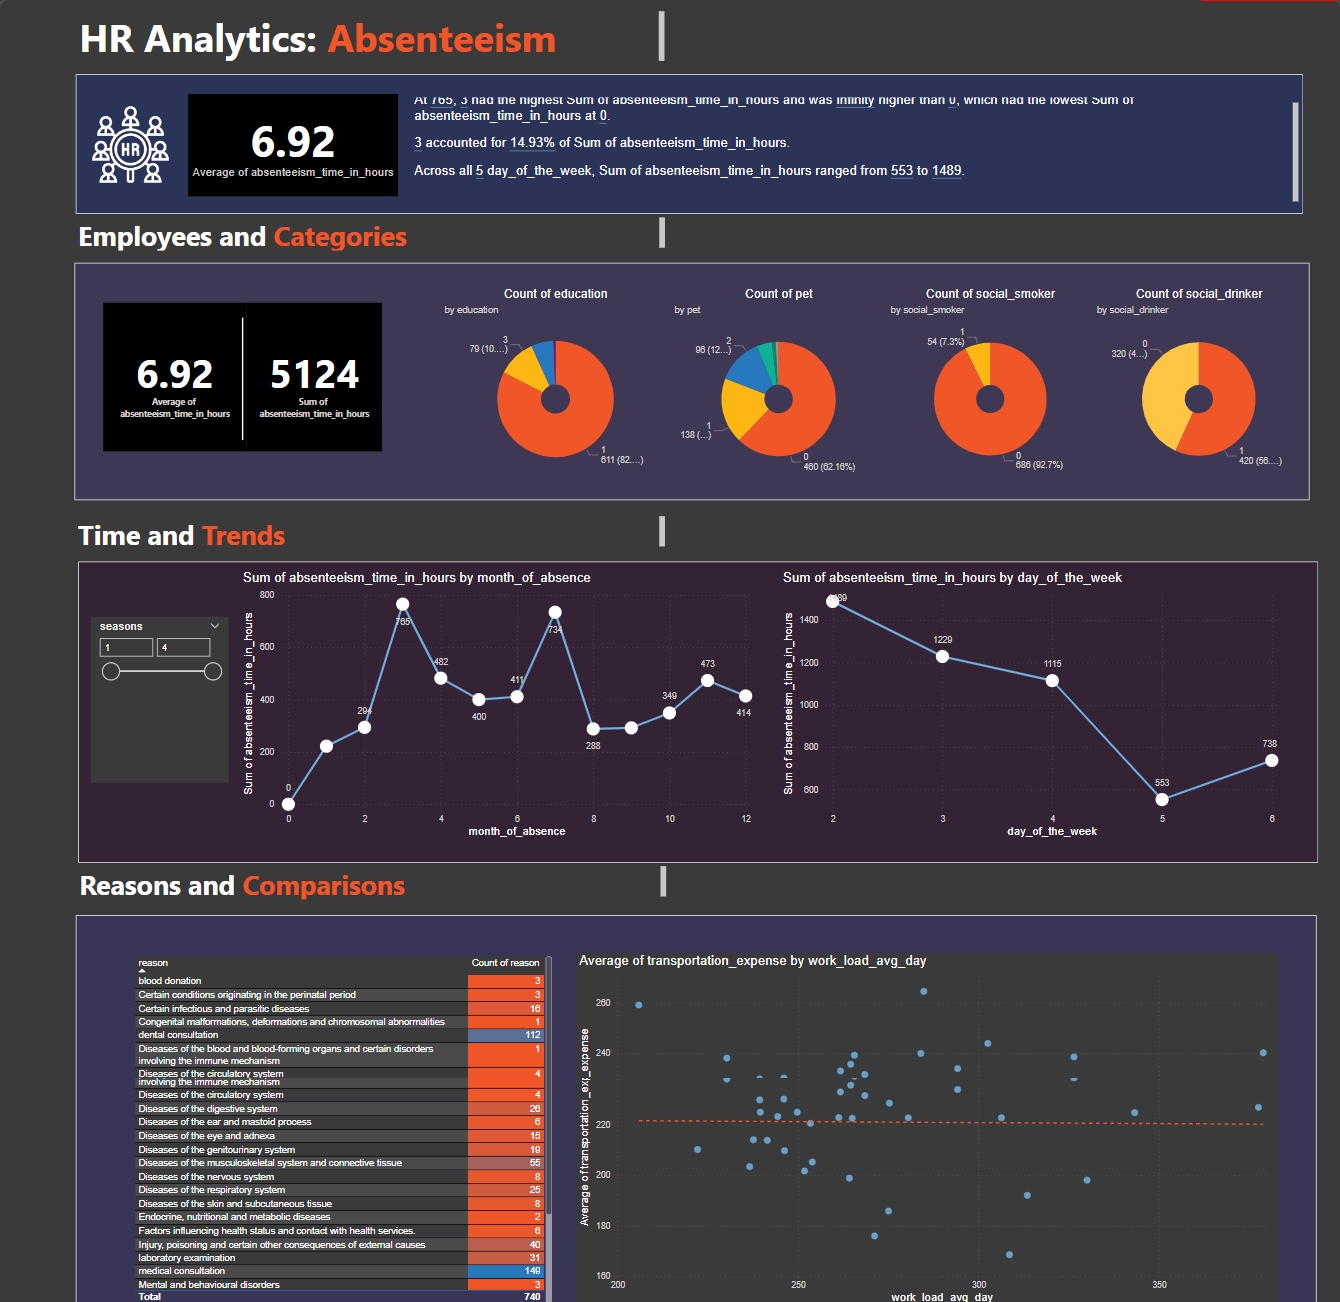 HR Analytics: Absenteeism
HR
6.92
Average of absenteeism_time_in_hours
At 765, 3 had the highest Sum of absenteeism_time_in_hours and was infinity higher than 0, which had the lowest Sum of
absenteeism_time_in_hours at 0.
3 accounted for 14.93% of Sum of absenteeism_time_in_hours.
Across all 5 day_of_the_week, Sum of absenteeism_time_in_hours ranged from 553 to 1489.
Employees and Categories
6.92
Average of
absenteeism_time_in_hours
5124
Sum of
absenteeism_time_in_hours
Count of education
by education
3
79 (10....)
1
611 (82....)
Count of pet
by pet
2
96 (12...)
1
138 (...)
0
460 (62.16%)
Count of social_smoker
by social_smoker
1
54 (7.3%)
0
686 (92.7%)
Count of social_drinker
by social_drinker
0
320 (4...)
1
420 (56....)
Time and Trends
seasons
1
4
Sum of absenteeism_time_in_hours by month_of_absence
Sum of absenteeism_time_in_hours
800
600
400
200
0
0
294
765
482
400
411
734
288
349
473
414
0
2
4
6
8
10
12
month_of_absence
Sum of absenteeism_time_in_hours by day_of_the_week
Sum of absenteeism_time_in_hours
1400
1200
1000
800
600
1489
1229
1115
553
738
2
3
4
5
6
day_of_the_week
Reasons and Comparisons
reason Count of reason
blood donation 3
Certain conditions originating in the perinatal period 3
Certain infectious and parasitic diseases 16
Congenital malformations, deformations and chromosomal abnormalities 1
dental consultation 112
Diseases of the blood and blood-forming organs and certain disorders 1
involving the immune mechanism
Diseases of the circulatory system 4
involving the immune mechanism
Diseases of the circulatory system 4
Diseases of the digestive system 26
Diseases of the ear and mastoid process 6
Diseases of the eye and adnexa 15
Diseases of the genitourinary system 19
Diseases of the musculoskeletal system and connective tissue 55
Diseases of the nervous system 8
Diseases of the respiratory system 25
Diseases of the skin and subcutaneous tissue 8
Endocrine, nutritional and metabolic diseases 2
Factors influencing health status and contact with health services. 6
Injury, poisoning and certain other consequences of external causes 40
laboratory examination 31
medical consultation 149
Mental and behavioural disorders 3
Total 740
Average of transportation_expense by work_load_avg_day
Average of transportation_exp_expense
260
240
220
200
180
160
200
250
300
350
work_load_avg_day